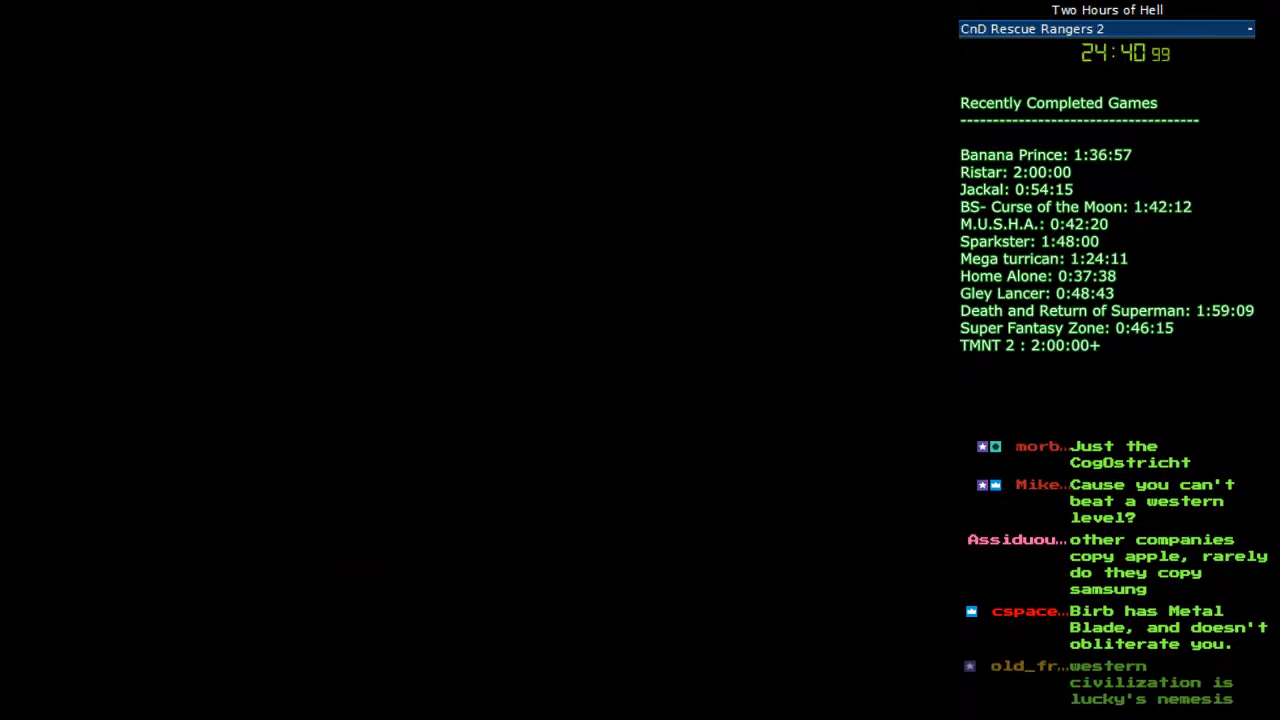 Two Hours of Hell
CnD Rescue Rangers 2 -
24:40 99
Recently Completed Games
-------------------------------------
Banana Prince: 1:36:57
Ristar: 2:00:00
Jackal: 0:54:15
BS- Curse of the Moon: 1:42:12
M.U.S.H.A.: 0:42:20
Sparkster: 1:48:00
Mega turrican: 1:24:11
Home Alone: 0:37:38
Gley Lancer: 0:48:43
Death and Return of Superman: 1:59:09
Super Fantasy Zone: 0:46:15
TMNT 2 : 2:00:00+
morb... Just the
CogOstricht
Mike... Cause you can't
beat a western
level?
Assiduou... other companies
copy apple, rarely
do they copy
samsung
cspace... Birb has Metal
Blade, and doesn't
obliterate you.
old_fr... western
civilization is
lucky's nemesis